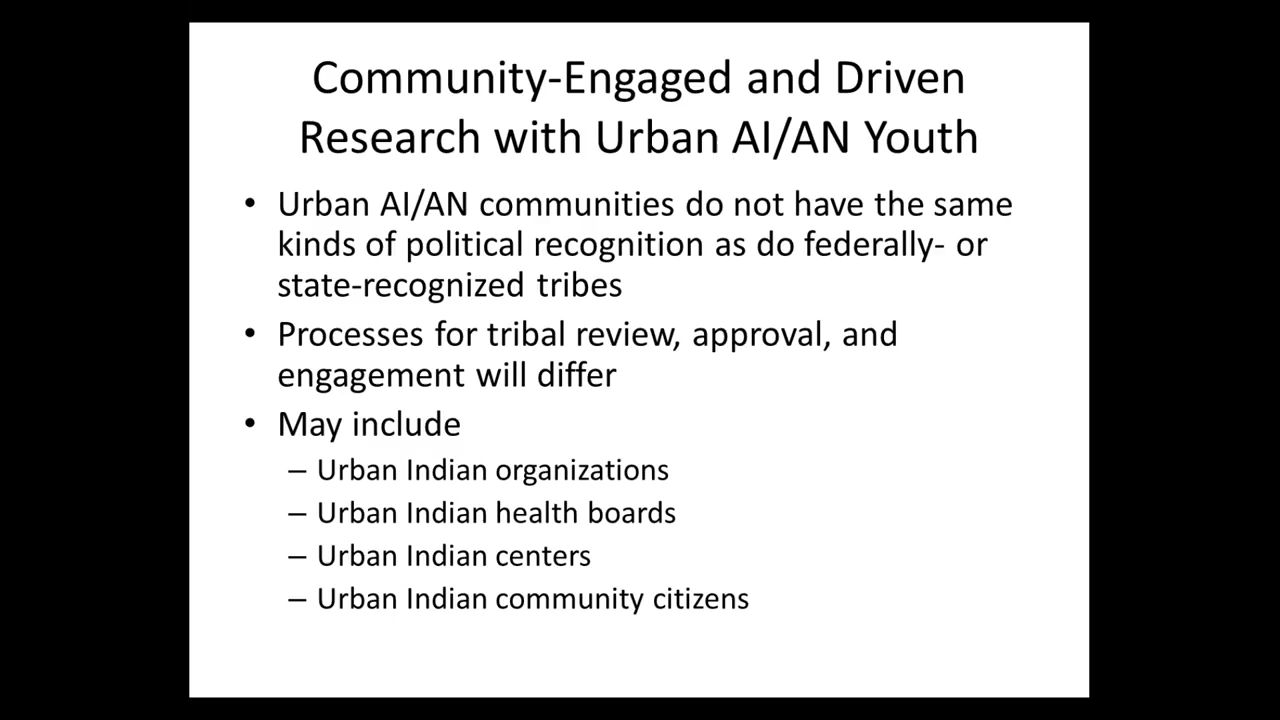 Community-Engaged and Driven
Research with Urban AI/AN Youth
• Urban AI/AN communities do not have the same
kinds of political recognition as do federally- or
state-recognized tribes
• Processes for tribal review, approval, and
engagement will differ
• May include
– Urban Indian organizations
– Urban Indian health boards
– Urban Indian centers
– Urban Indian community citizens